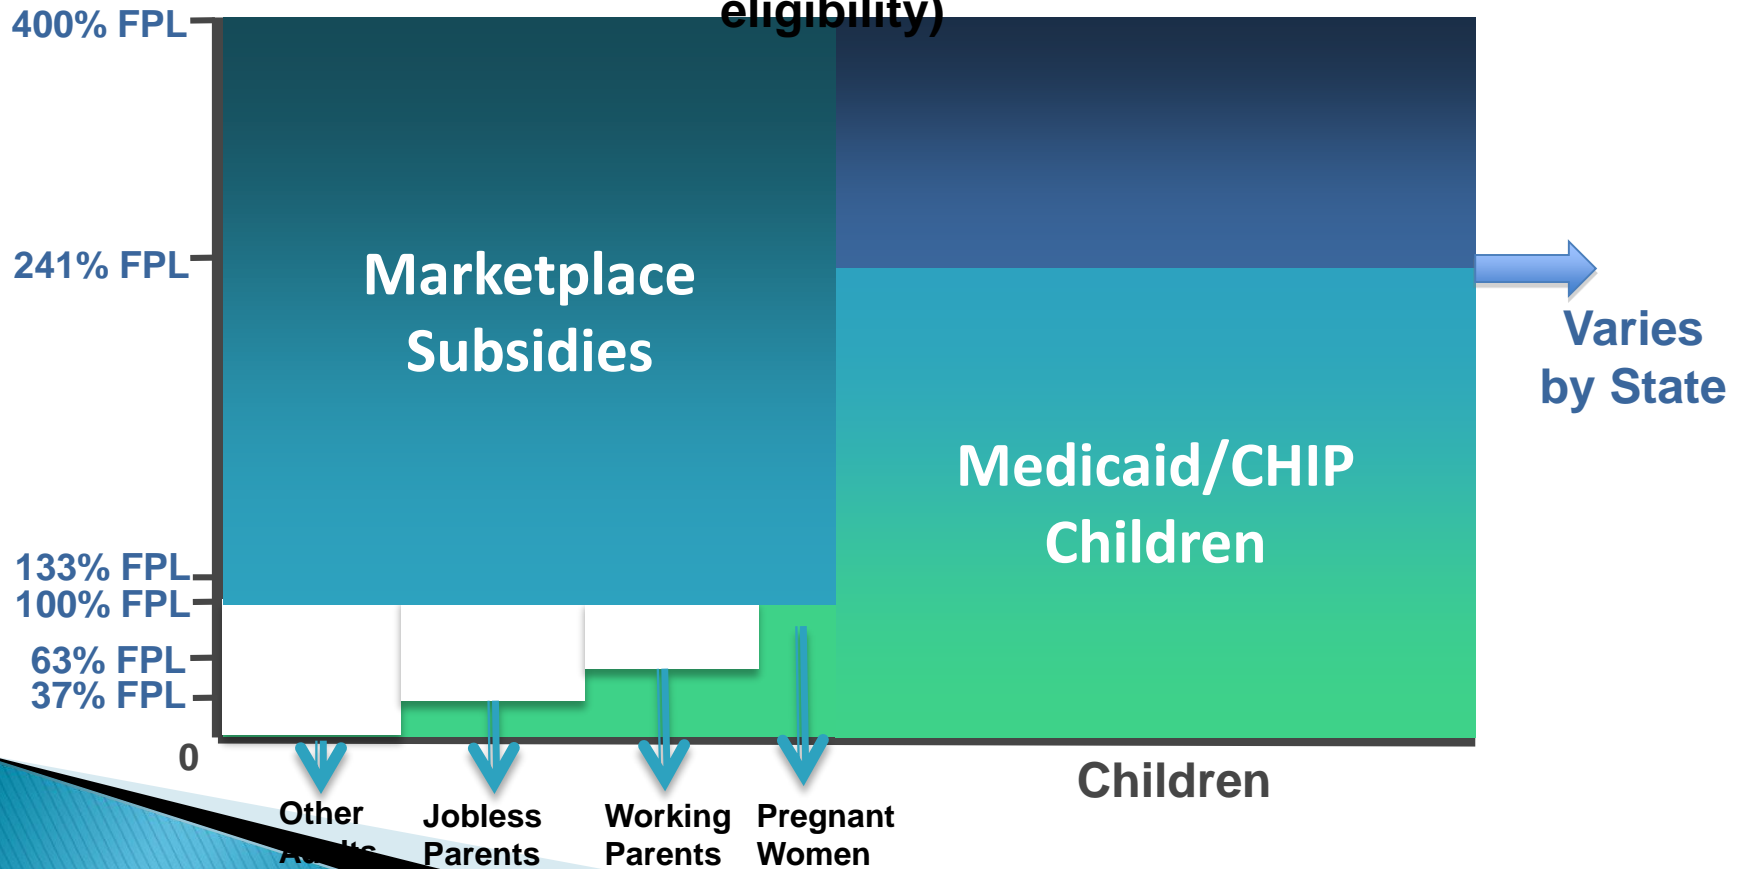 eligibility)
400% FPL
241% FPL
133% FPL
100% FPL
63% FPL
37% FPL
0
Marketplace
Subsidies
Medicaid/CHIP
Children
Varies
by State
Children
Other
Adults
Jobless
Parents
Working
Parents
Pregnant
Women